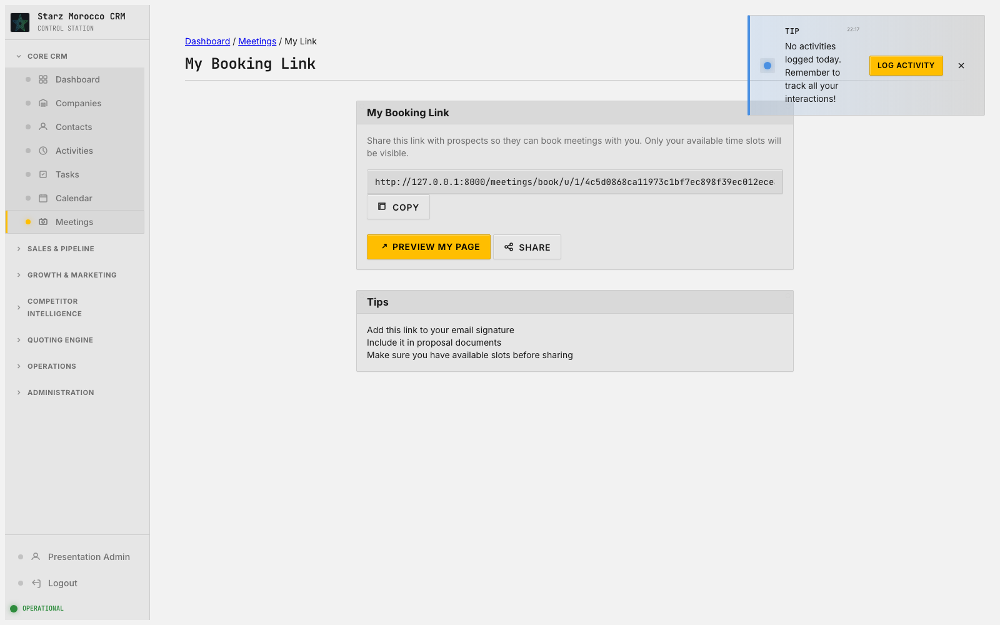 Starz Morocco CRM
CONTROL STATION
CORE CRM
Dashboard
Companies
Contacts
Activities
Tasks
Calendar
Meetings
SALES & PIPELINE
GROWTH & MARKETING
COMPETITOR
INTELLIGENCE
QUOTING ENGINE
OPERATIONS
ADMINISTRATION
Presentation Admin
Logout
OPERATIONAL
Dashboard / Meetings / My Link
My Booking Link
TIP 22:17
No activities
logged today.
Remember to
track all your
interactions!
LOG ACTIVITY
My Booking Link
Share this link with prospects so they can book meetings with you. Only your available time slots will
be visible.
http://127.0.0.1:8000/meetings/book/u/1/4c5d0868ca11973c1bf7ec898f39ec012ece
COPY
PREVIEW MY PAGE
SHARE
Tips
Add this link to your email signature
Include it in proposal documents
Make sure you have available slots before sharing